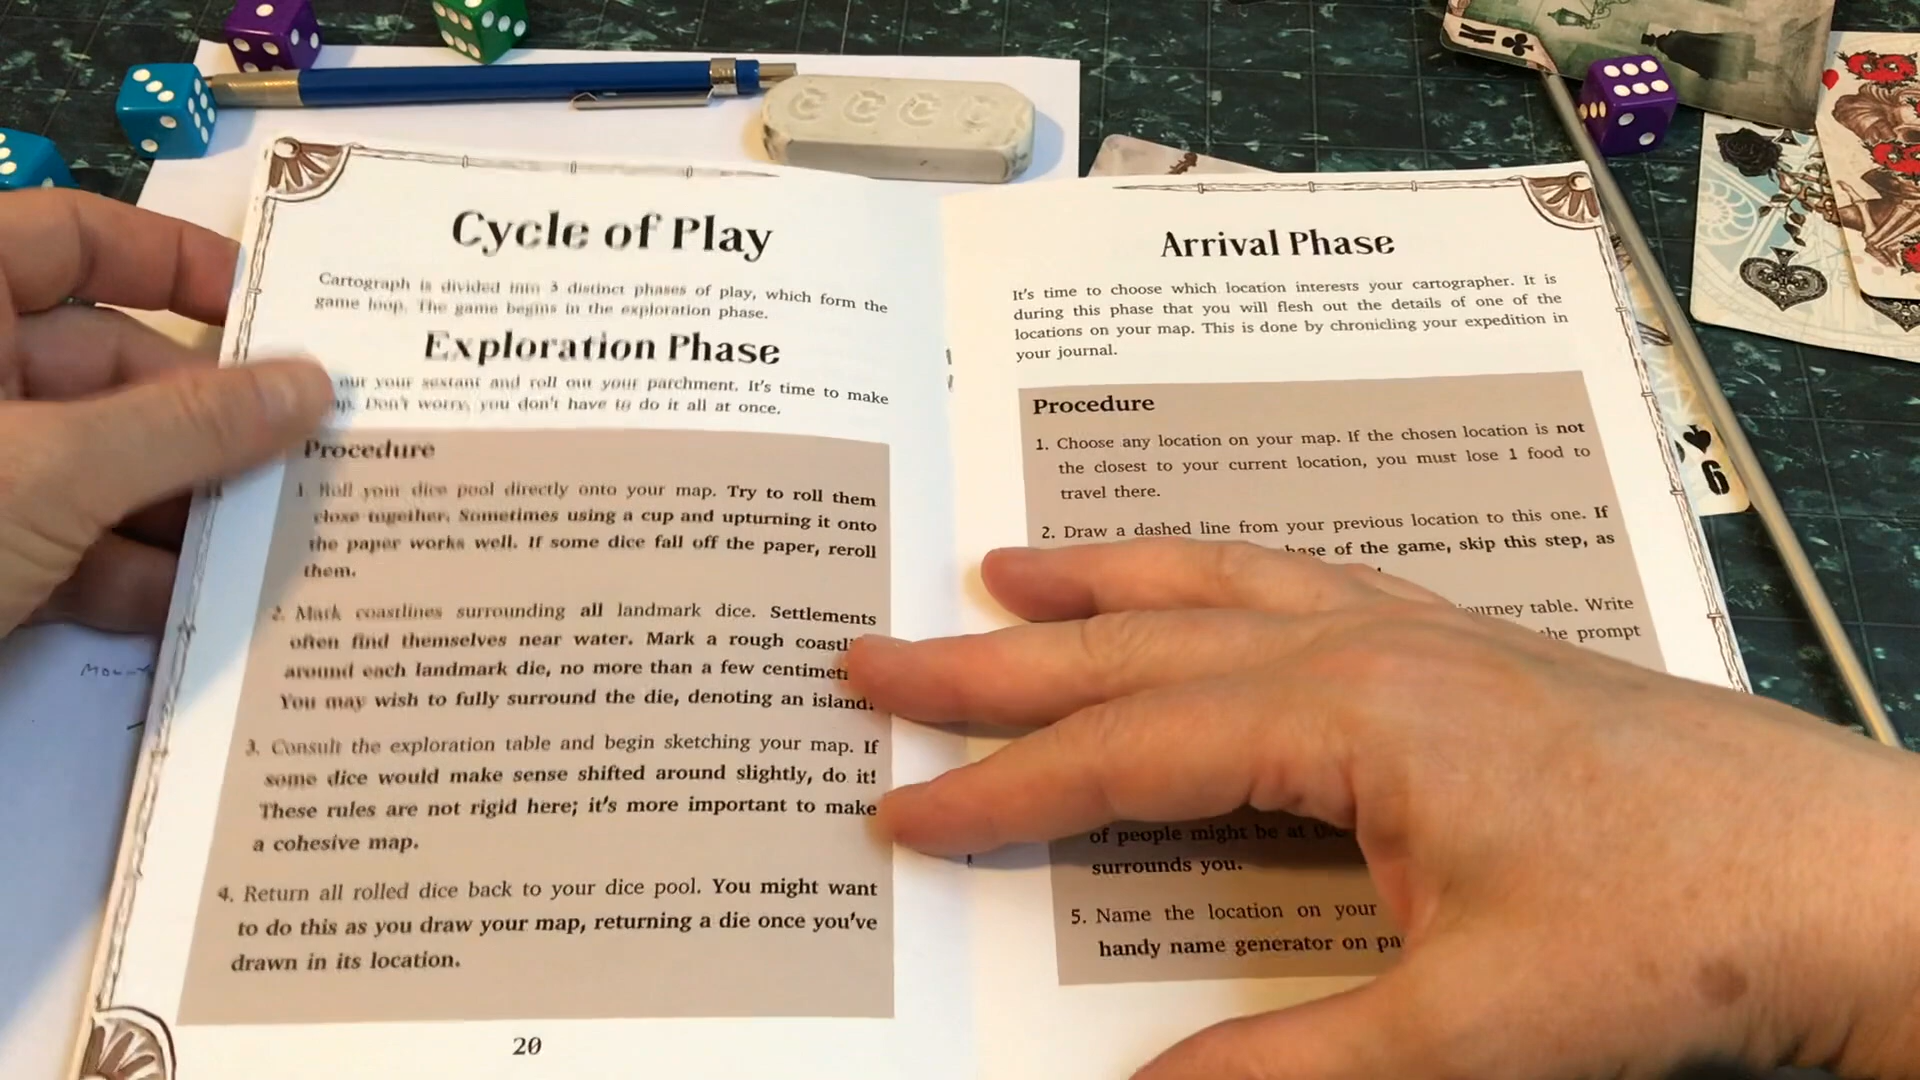 Cycle of Play
Cartograph is divided into 3 distinct phases of play, which form the
game loop. The game begins in the exploration phase.
Exploration Phase
out your sextant and roll out your parchment. It's time to make
Don't worry, you don't have to do it all at once.
Procedure
1. Roll your dice pool directly onto your map. Try to roll them
close together. Sometimes using a cup and upturning it onto
the paper works well. If some dice fall off the paper, reroll
them.
2. Mark coastlines surrounding all landmark dice. Settlements
often find themselves near water. Mark a rough
around each landmark die, no more than a few
You may wish to fully surround the die, denoting an island.
3. Consult the exploration table and begin sketching your map. If
some dice would make sense shifted around slightly, do it!
These rules are not rigid here; it's more important to make
a cohesive map.
4. Return all rolled dice back to your dice pool. You might want
to do this as you draw your map, returning a die once you've
drawn in its location.
20
Arrival Phase
It's time to choose which location interests your cartographer. It is
during this phase that you will flesh out the details of one of the
locations on your map. This is done by chronicling your expedition in
your journal.
Procedure
1. Choose any location on your map. If the chosen location is not
the closest to your current location, you must lose 1 food to
travel there.
2. Draw a dashed line from your previous location to this one. If
of the game, skip this step, as
journey table. Write
the prompt
of people might be at
surrounds you.
5. Name the location on your
handy name generator on
K
9